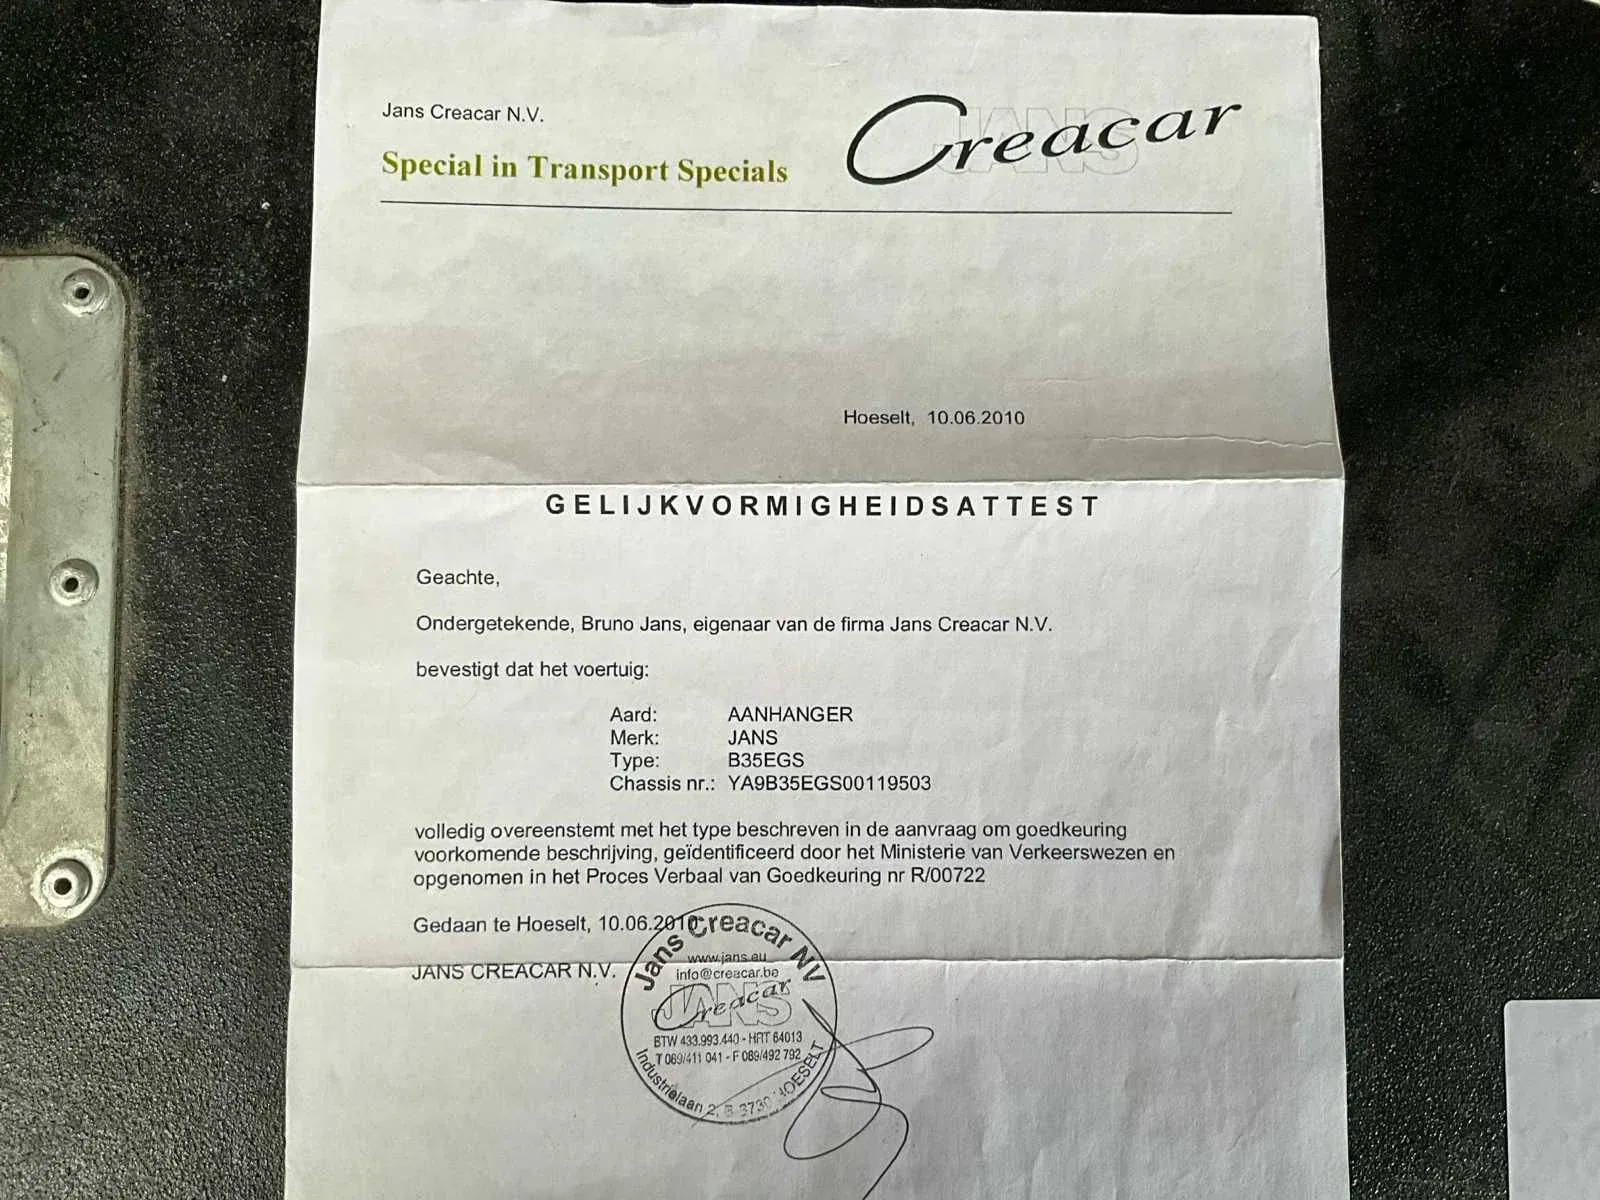 Jans Creacar N.V.
Special in Transport Specials
JANS Creacar
Hoeselt, 10.06.2010
GELIJKVORMIGHEIDSATTEST
Geachte,
Ondergetekende, Bruno Jans, eigenaar van de firma Jans Creacar N.V.
bevestigt dat het voertuig:
Aard: AANHANGER
Merk: JANS
Type: B35EGS
Chassis nr.: YA9B35EGS00119503
volledig overeenstemt met het type beschreven in de aanvraag om goedkeuring
voorkomende beschrijving, geïdentificeerd door het Ministerie van Verkeerswezen en
opgenomen in het Proces Verbaal van Goedkeuring nr R/00722
Gedaan te Hoeselt, 10.06.2010
JANS CREACAR N.V.
Jans Creacar NV
www.jans.eu
info@creacar.be
JANS Creacar
BTW 433.993.440 - HRT 64013
T 089/411 041 - F 089/492 792
Industrielaan 2, B 3730 HOESELT